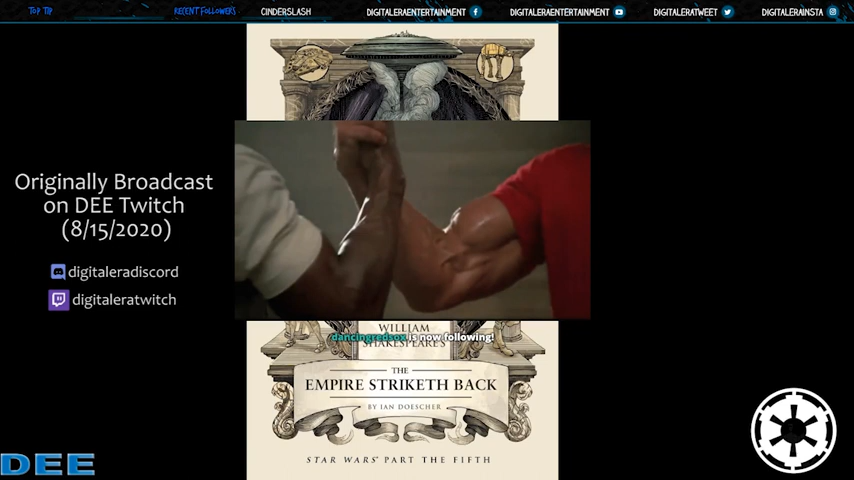 TOP TIP
RECENT FOLLOWERS
CINDERSLASH
DIGITALERAENTERTAINMENT
DIGITALERAENTERTAINMENT
DIGITALERATWEET
DIGITALERAINSTA
Originally Broadcast
on DEE Twitch
(8/15/2020)
digitaleradiscord
digitaleratwitch
WILLIAM
SHAKESPEARE'S
dancingredsox is now following!
THE
EMPIRE STRIKETH BACK
BY IAN DOESCHER
STAR WARS® PART THE FIFTH
DEE